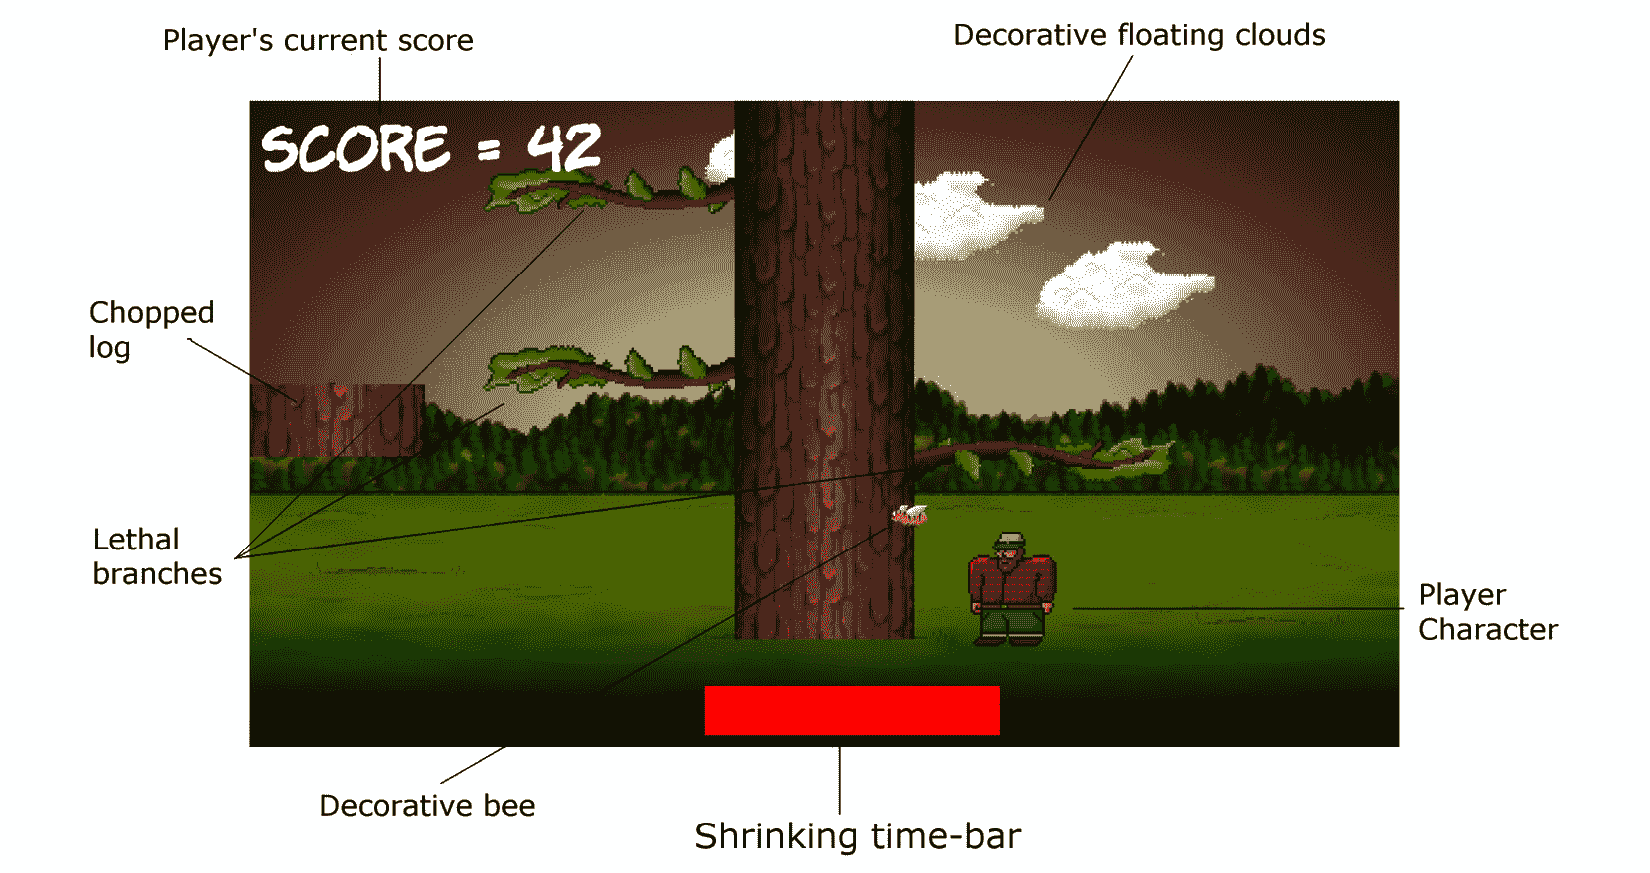 Player's current score
Decorative floating clouds
SCORE = 42
Chopped
log
Lethal
branches
Player
Character
Decorative bee
Shrinking time-bar